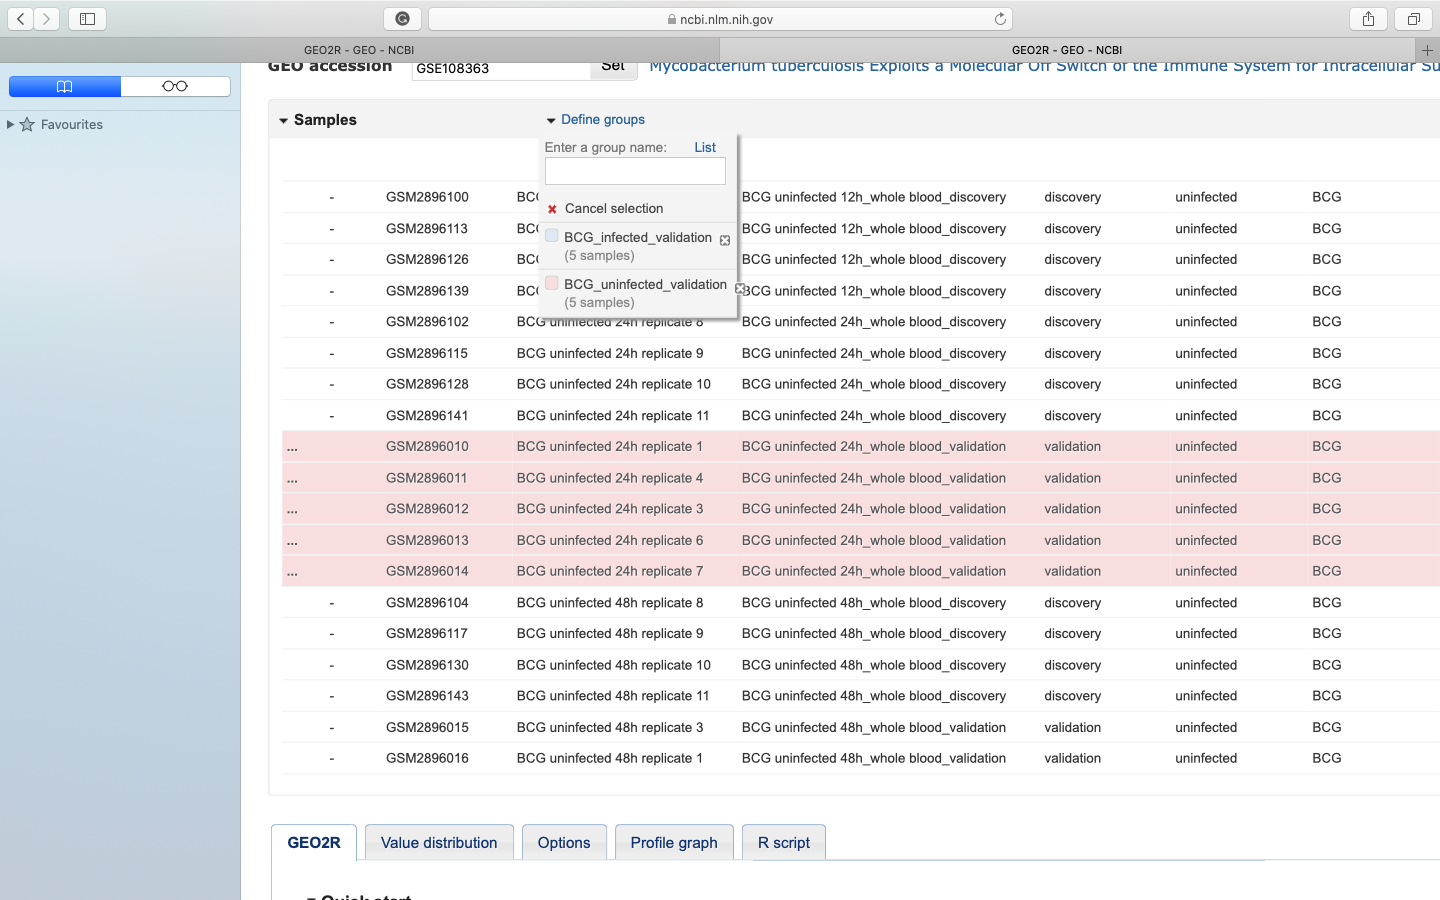 ncbi.nlm.nih.gov
GEO2R - GEO - NCBI
GEO2R - GEO - NCBI
Favourites
GEO accession GSE108363 Set Mycobacterium tuberculosis Exploits a Molecular Off Switch of the Immune System for Intracellular Su
Samples
Define groups
Enter a group name: List
Cancel selection
BCG_infected_validation
(5 samples)
BCG_uninfected_validation
(5 samples)
- GSM2896100 BC BCG uninfected 12h_whole blood_discovery discovery uninfected BCG
- GSM2896113 BC BCG uninfected 12h_whole blood_discovery discovery uninfected BCG
- GSM2896126 BC BCG uninfected 12h_whole blood_discovery discovery uninfected BCG
- GSM2896139 BC BCG uninfected 12h_whole blood_discovery discovery uninfected BCG
- GSM2896102 BCG uninfected 24h replicate 8 BCG uninfected 24h_whole blood_discovery discovery uninfected BCG
- GSM2896115 BCG uninfected 24h replicate 9 BCG uninfected 24h_whole blood_discovery discovery uninfected BCG
- GSM2896128 BCG uninfected 24h replicate 10 BCG uninfected 24h_whole blood_discovery discovery uninfected BCG
- GSM2896141 BCG uninfected 24h replicate 11 BCG uninfected 24h_whole blood_discovery discovery uninfected BCG
... GSM2896010 BCG uninfected 24h replicate 1 BCG uninfected 24h_whole blood_validation validation uninfected BCG
... GSM2896011 BCG uninfected 24h replicate 4 BCG uninfected 24h_whole blood_validation validation uninfected BCG
... GSM2896012 BCG uninfected 24h replicate 3 BCG uninfected 24h_whole blood_validation validation uninfected BCG
... GSM2896013 BCG uninfected 24h replicate 6 BCG uninfected 24h_whole blood_validation validation uninfected BCG
... GSM2896014 BCG uninfected 24h replicate 7 BCG uninfected 24h_whole blood_validation validation uninfected BCG
- GSM2896104 BCG uninfected 48h replicate 8 BCG uninfected 48h_whole blood_discovery discovery uninfected BCG
- GSM2896117 BCG uninfected 48h replicate 9 BCG uninfected 48h_whole blood_discovery discovery uninfected BCG
- GSM2896130 BCG uninfected 48h replicate 10 BCG uninfected 48h_whole blood_discovery discovery uninfected BCG
- GSM2896143 BCG uninfected 48h replicate 11 BCG uninfected 48h_whole blood_discovery discovery uninfected BCG
- GSM2896015 BCG uninfected 48h replicate 3 BCG uninfected 48h_whole blood_validation validation uninfected BCG
- GSM2896016 BCG uninfected 48h replicate 1 BCG uninfected 48h_whole blood_validation validation uninfected BCG
GEO2R Value distribution Options Profile graph R script
Quick start